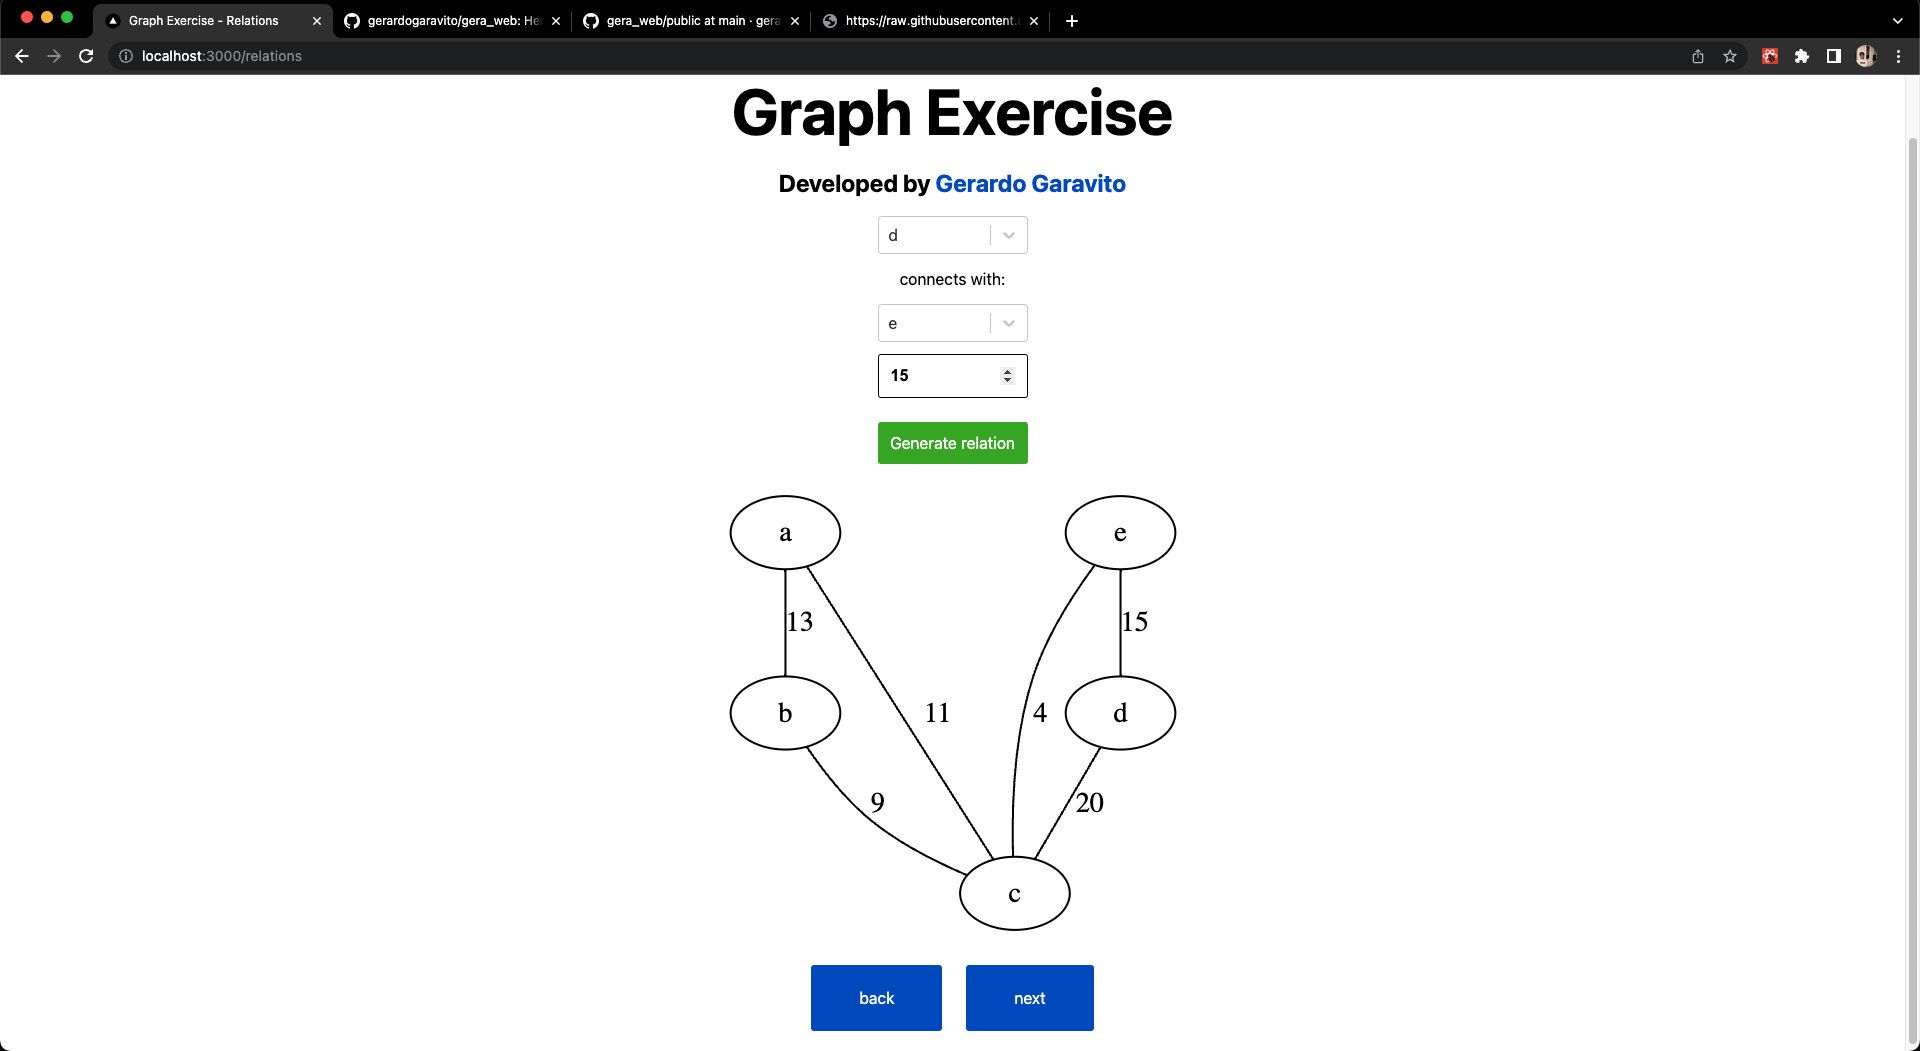 Graph Exercise - Relations
gerardogaravito/gera_web: Her
gera_web/public at main · gera
https://raw.githubusercontent.
localhost:3000/relations
Graph Exercise
Developed by Gerardo Garavito
d
connects with:
e
15
Generate relation
a
e
13
15
b
11
4
d
9
20
c
back
next